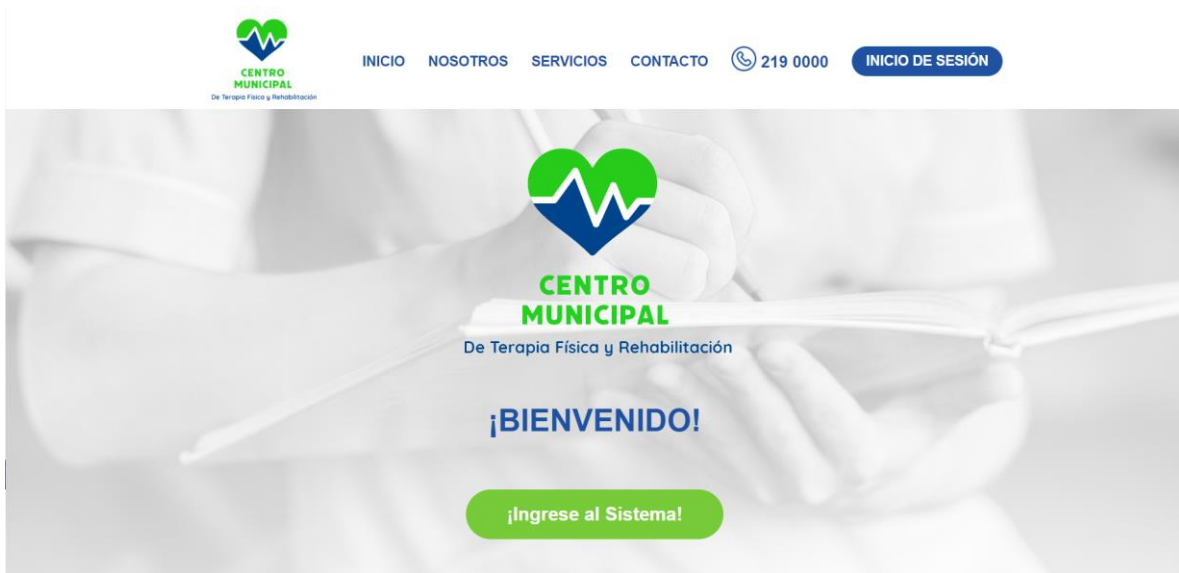 CENTRO
MUNICIPAL
De Terapia Física y Rehabilitación
INICIO NOSOTROS SERVICIOS CONTACTO 219 0000 INICIO DE SESIÓN
CENTRO
MUNICIPAL
De Terapia Física y Rehabilitación
¡BIENVENIDO!
¡Ingrese al Sistema!